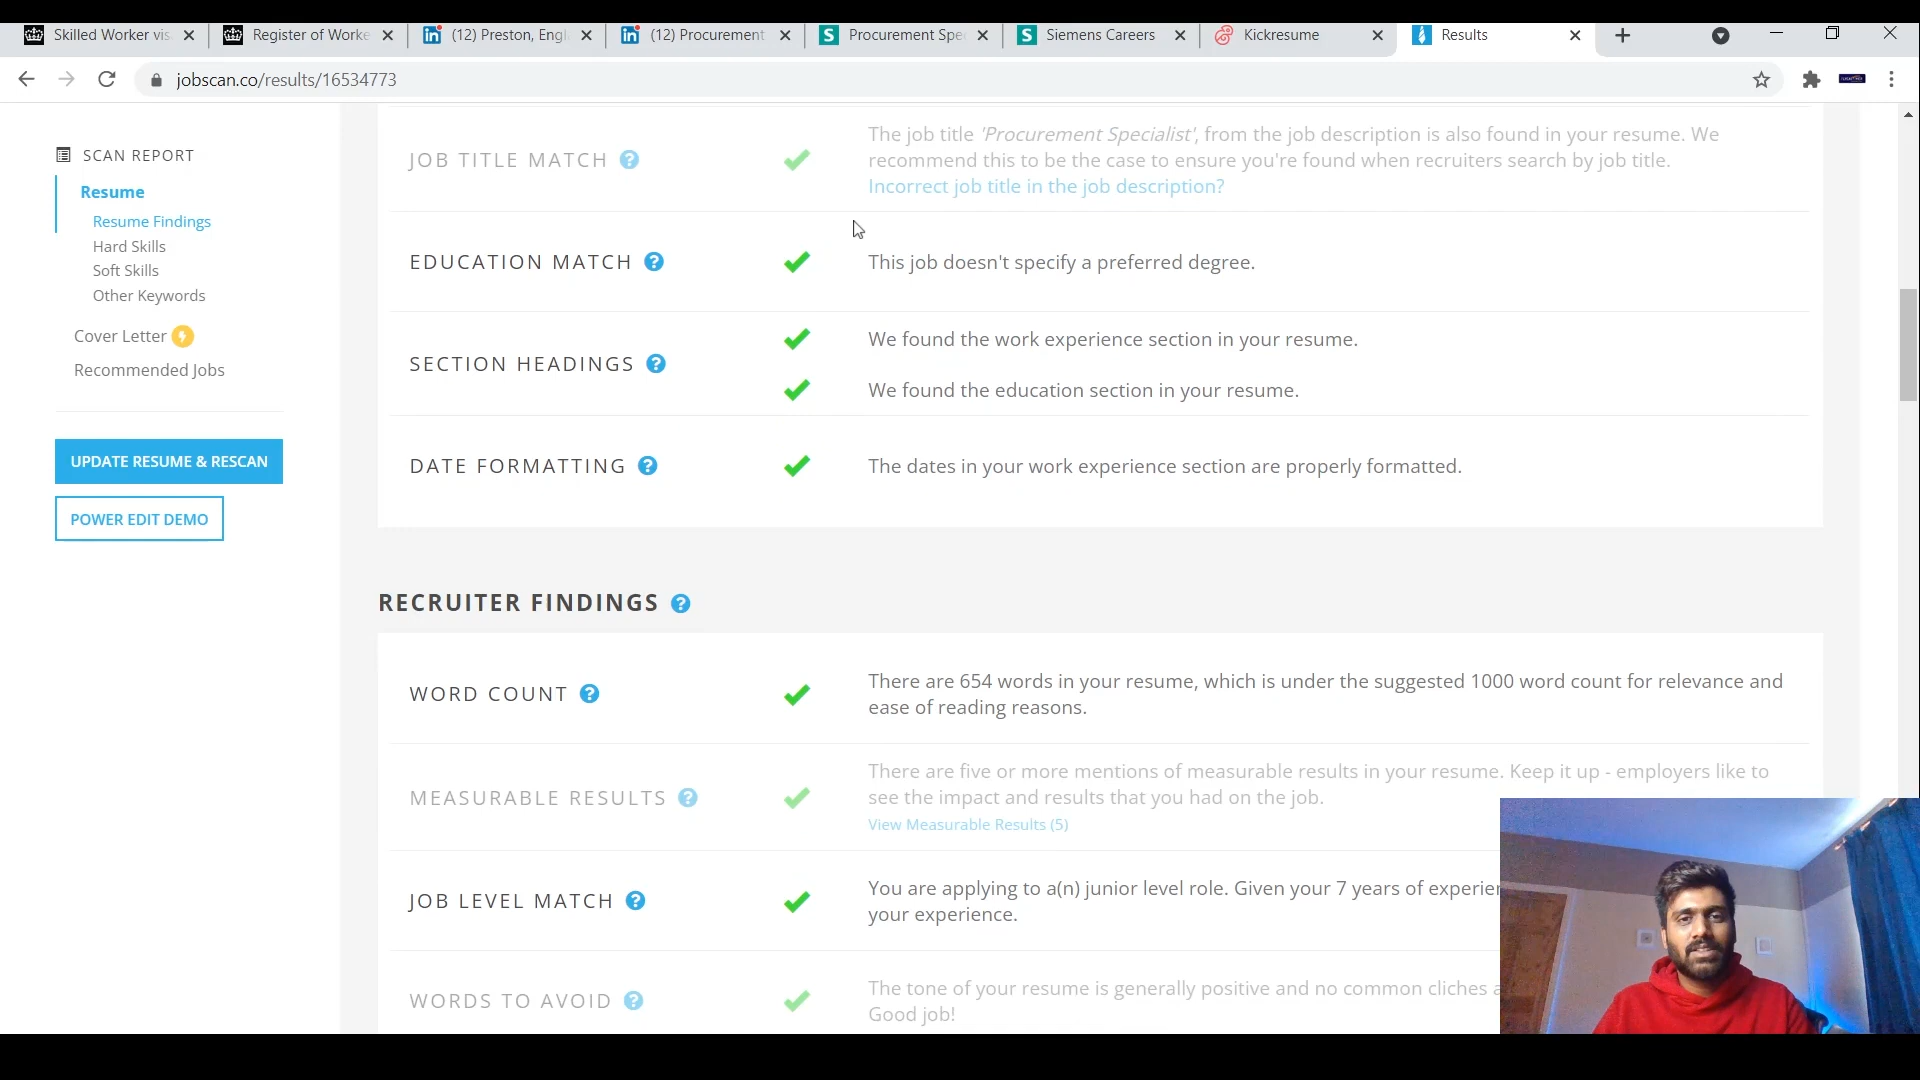 Skilled Worker vis
Register of Worke
(12) Preston, Engl
(12) Procurement
Procurement Spec
Siemens Careers
Kickresume
Results
jobscan.co/results/16534773
SCAN REPORT
Resume
Resume Findings
Hard Skills
Soft Skills
Other Keywords
Cover Letter
Recommended Jobs
UPDATE RESUME & RESCAN
POWER EDIT DEMO
JOB TITLE MATCH ?
The job title 'Procurement Specialist', from the job description is also found in your resume. We
recommend this to be the case to ensure you're found when recruiters search by job title.
Incorrect job title in the job description?
EDUCATION MATCH ?
This job doesn't specify a preferred degree.
SECTION HEADINGS ?
We found the work experience section in your resume.
We found the education section in your resume.
DATE FORMATTING ?
The dates in your work experience section are properly formatted.
RECRUITER FINDINGS ?
WORD COUNT ?
There are 654 words in your resume, which is under the suggested 1000 word count for relevance and
ease of reading reasons.
MEASURABLE RESULTS ?
There are five or more mentions of measurable results in your resume. Keep it up - employers like to
see the impact and results that you had on the job.
View Measurable Results (5)
JOB LEVEL MATCH ?
You are applying to a(n) junior level role. Given your 7 years of experien
your experience.
WORDS TO AVOID ?
The tone of your resume is generally positive and no common cliches a
Good job!